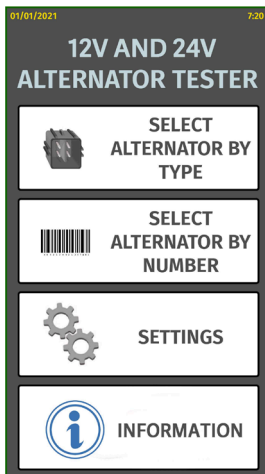 01/01/2021 7:20
12V AND 24V
ALTERNATOR TESTER
SELECT
ALTERNATOR BY
TYPE
SELECT
ALTERNATOR BY
NUMBER
SETTINGS
INFORMATION